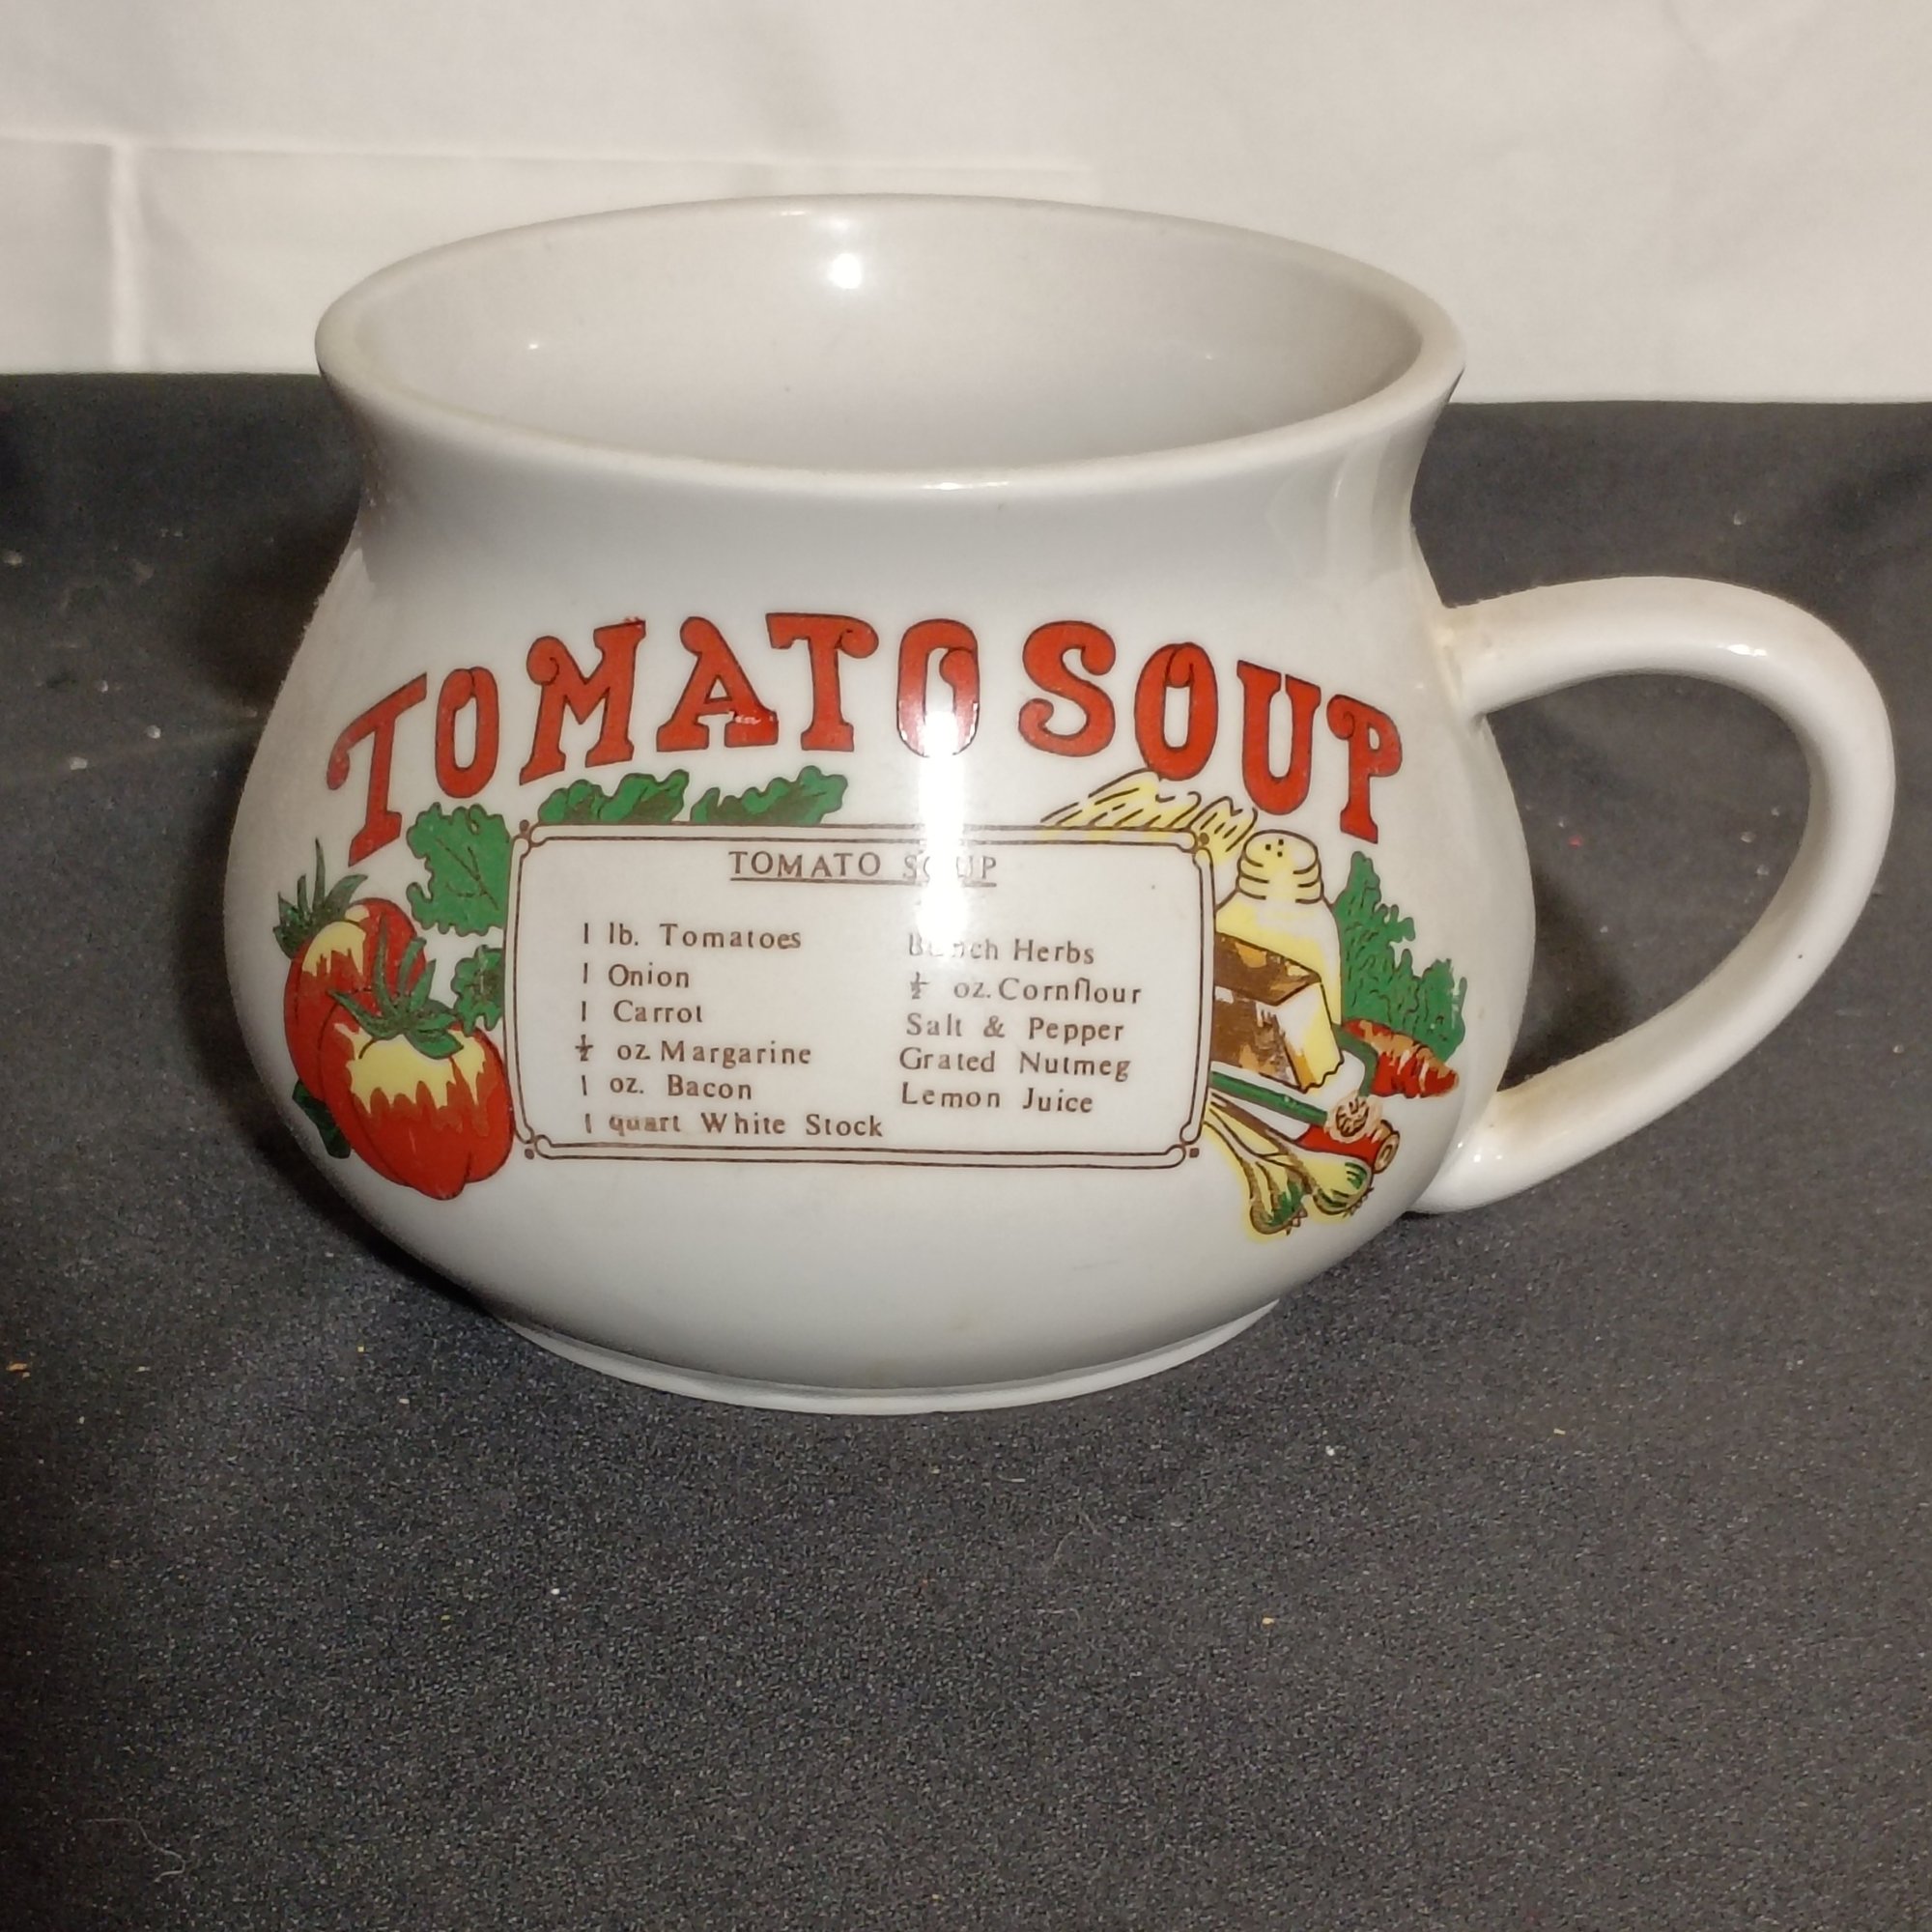 TOMATO SOUP
TOMATO SOUP
1 lb. Tomatoes
1 Onion
1 Carrot
½ oz Margarine
1 oz. Bacon
1 quart White Stock
Bunch Herbs
½ oz. Cornflour
Salt & Pepper
Grated Nutmeg
Lemon Juice